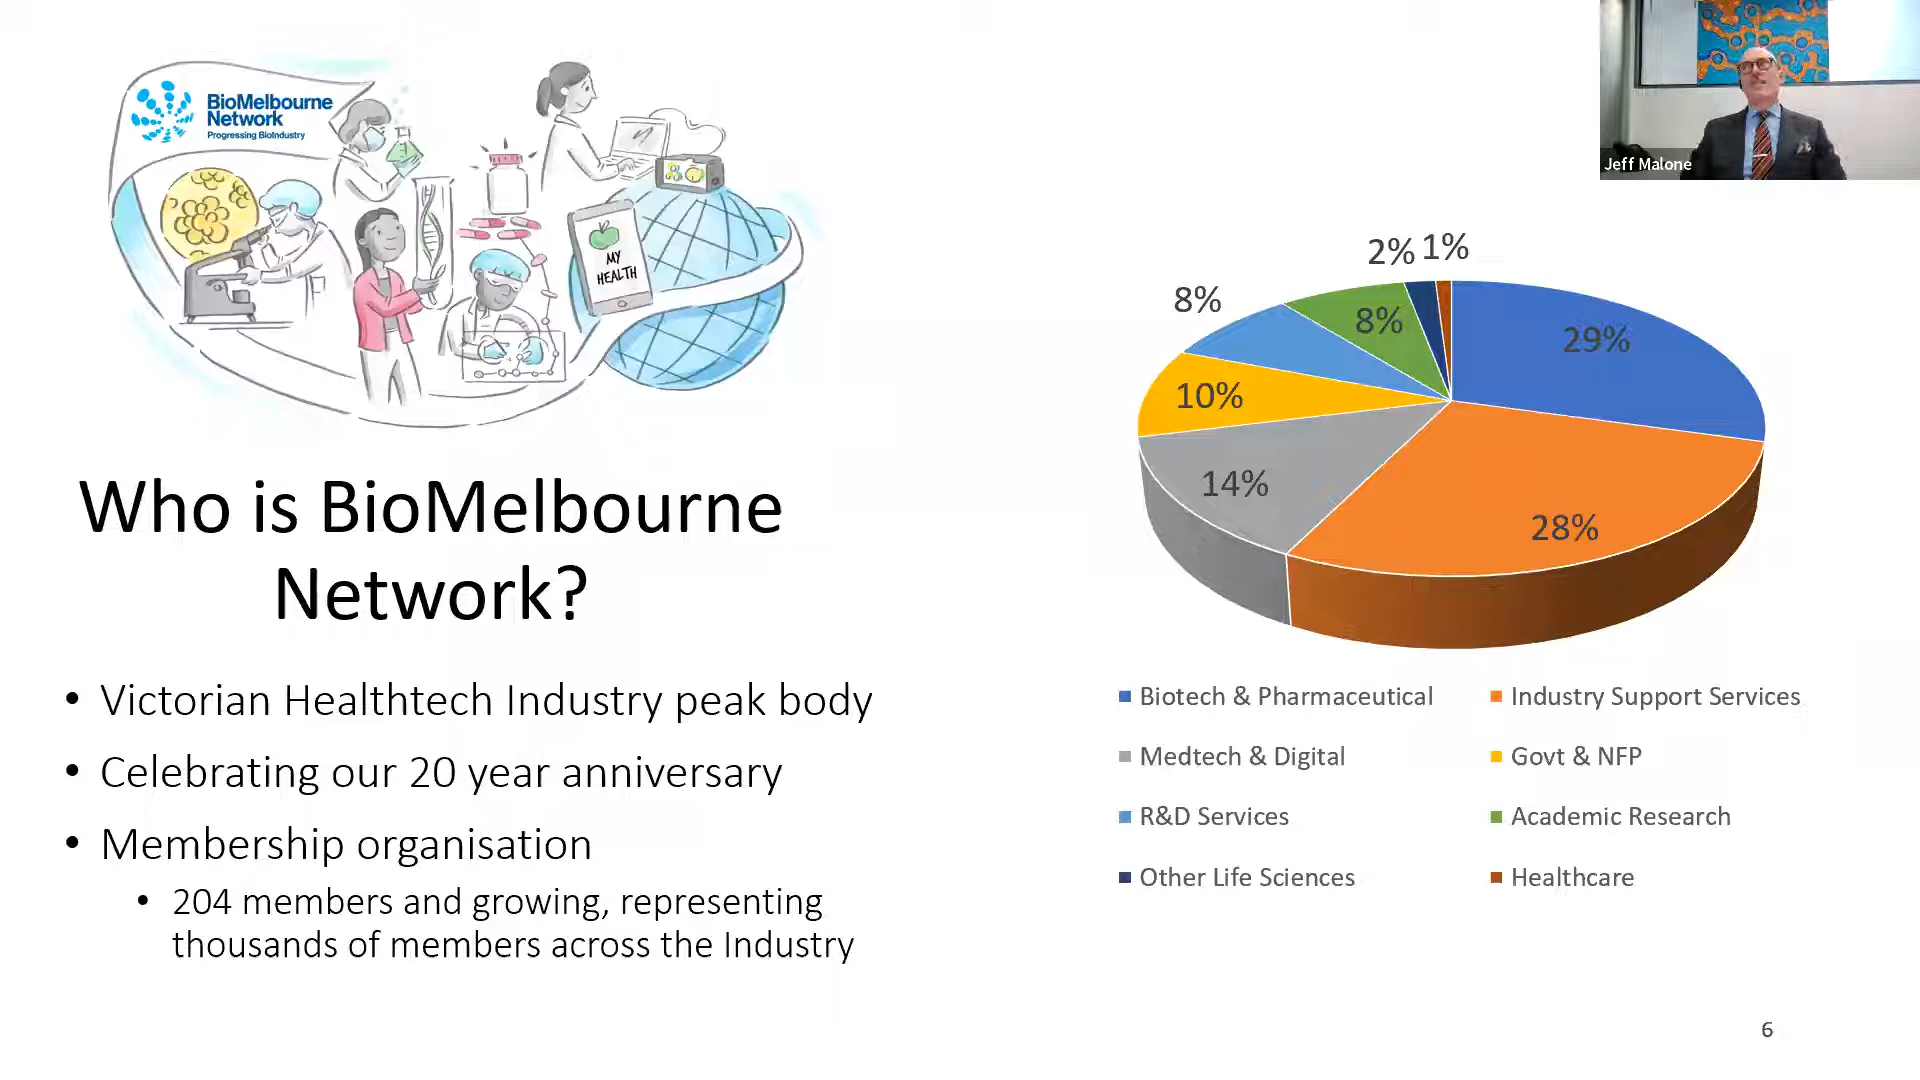 BioMelbourne
Network
Progressing BioIndustry
MY
HEALTH
Jeff Malone
Who is BioMelbourne
Network?
• Victorian Healthtech Industry peak body
• Celebrating our 20 year anniversary
• Membership organisation
• 204 members and growing, representing
thousands of members across the Industry
2% 1%
8%
8%
29%
10%
14%
28%
Biotech & Pharmaceutical
Industry Support Services
Medtech & Digital
Govt & NFP
R&D Services
Academic Research
Other Life Sciences
Healthcare
6